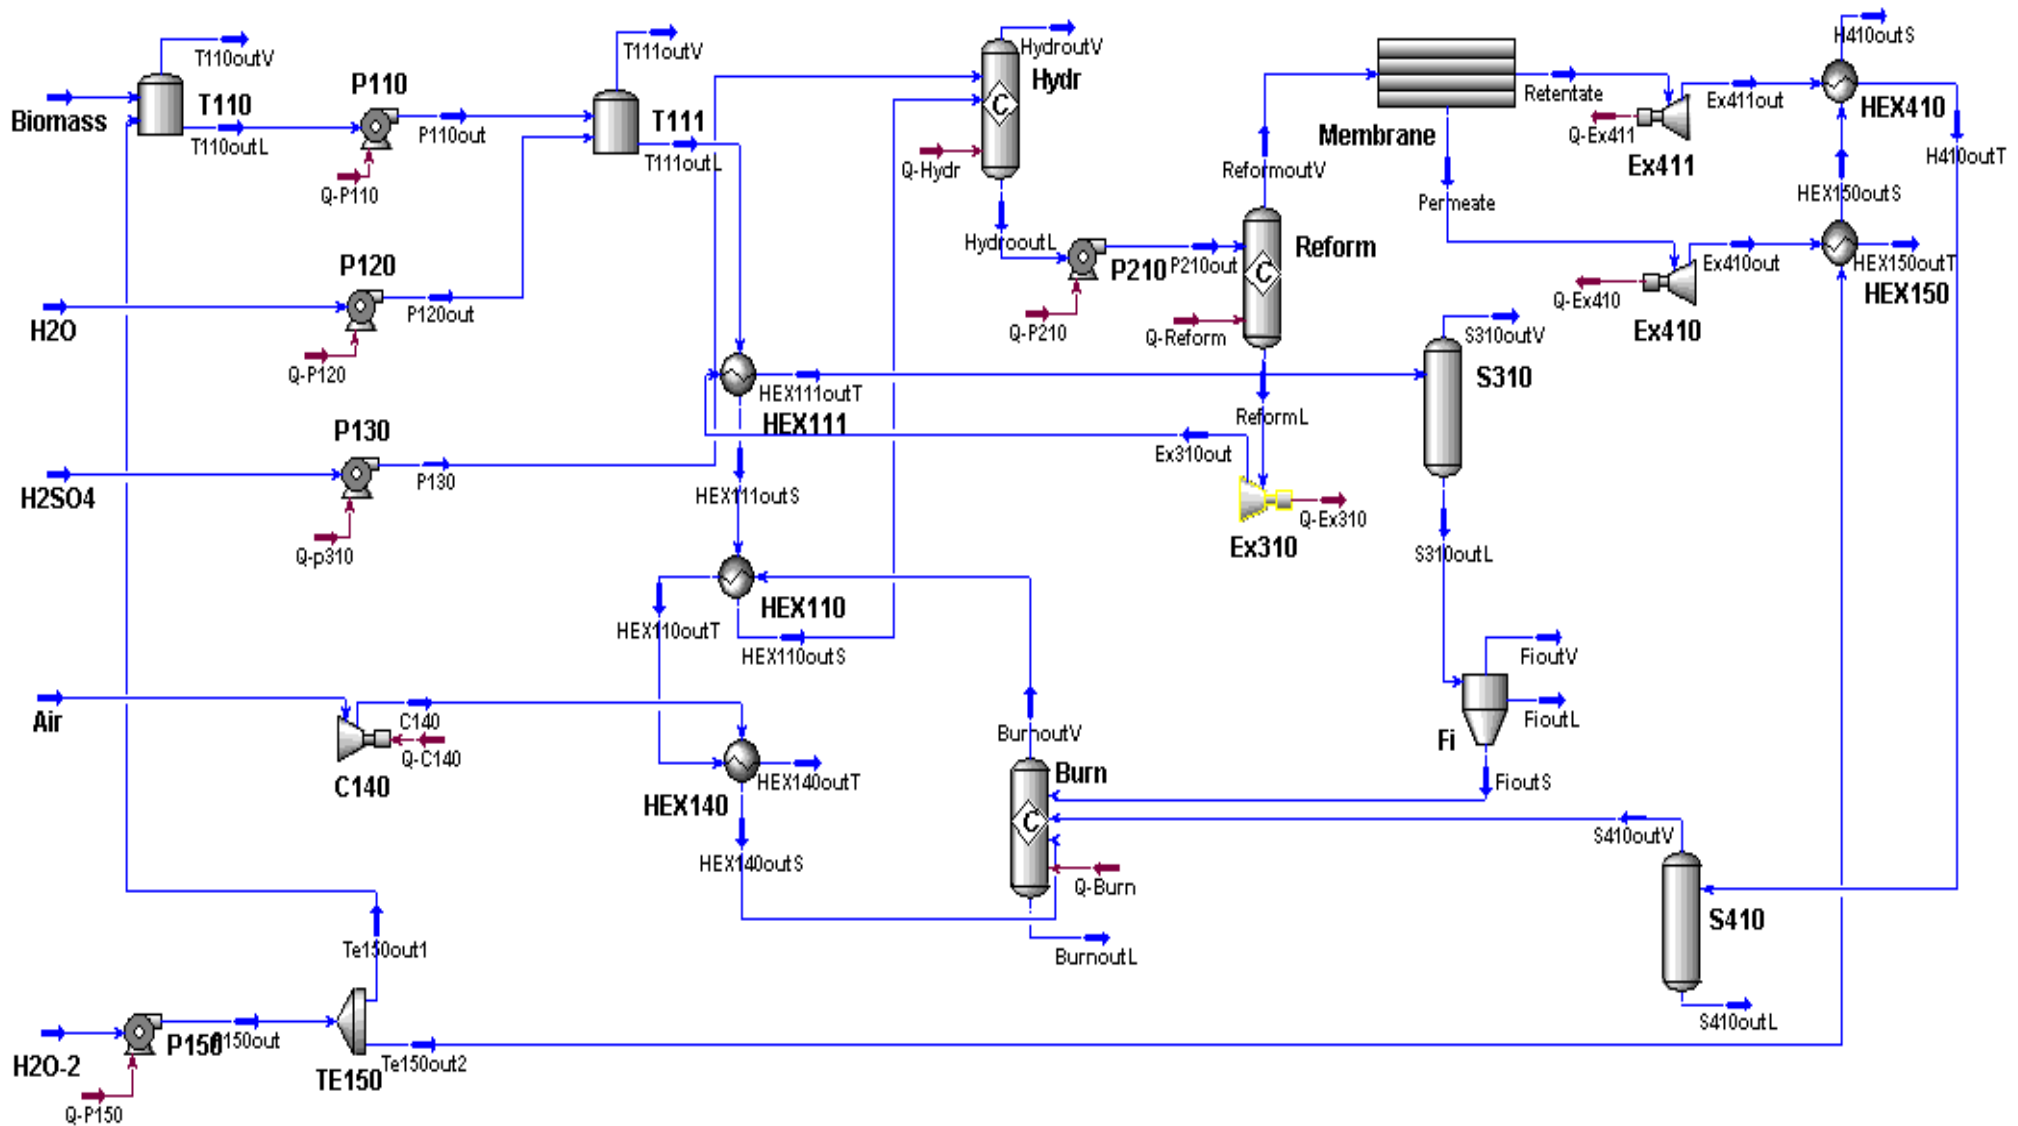 T110outV
Biomass
T110
T110outL
P110
P110out
Q-P110
T111outV
T111
T111outL
HydroutV
Hydr
Q-Hydr
HydrooutL
P210
P210out
Q-P210
ReformoutV
Reform
Q-Reform
ReformL
Membrane
Retentate
Permeate
Q-Ex411
Ex411
Ex411out
H410outS
HEX410
H410outT
HEX150outS
Q-Ex410
Ex410
Ex410out
HEX150outT
HEX150
H2O
P120
P120out
Q-P120
HEX111outT
HEX111
HEX111outS
S310outV
S310
S310outL
H2SO4
P130
P130
Q-p310
Ex310out
Q-Ex310
Ex310
HEX110
HEX110outT
HEX110outS
FioutV
FioutL
Fi
FioutS
Air
C140
Q-C140
C140
HEX140outT
HEX140
HEX140outS
BurnoutV
Burn
Q-Burn
BurnoutL
S410outV
S410
S410outL
Te150out1
H2O-2
P150
P150out
Q-P150
TE150
Te150out2